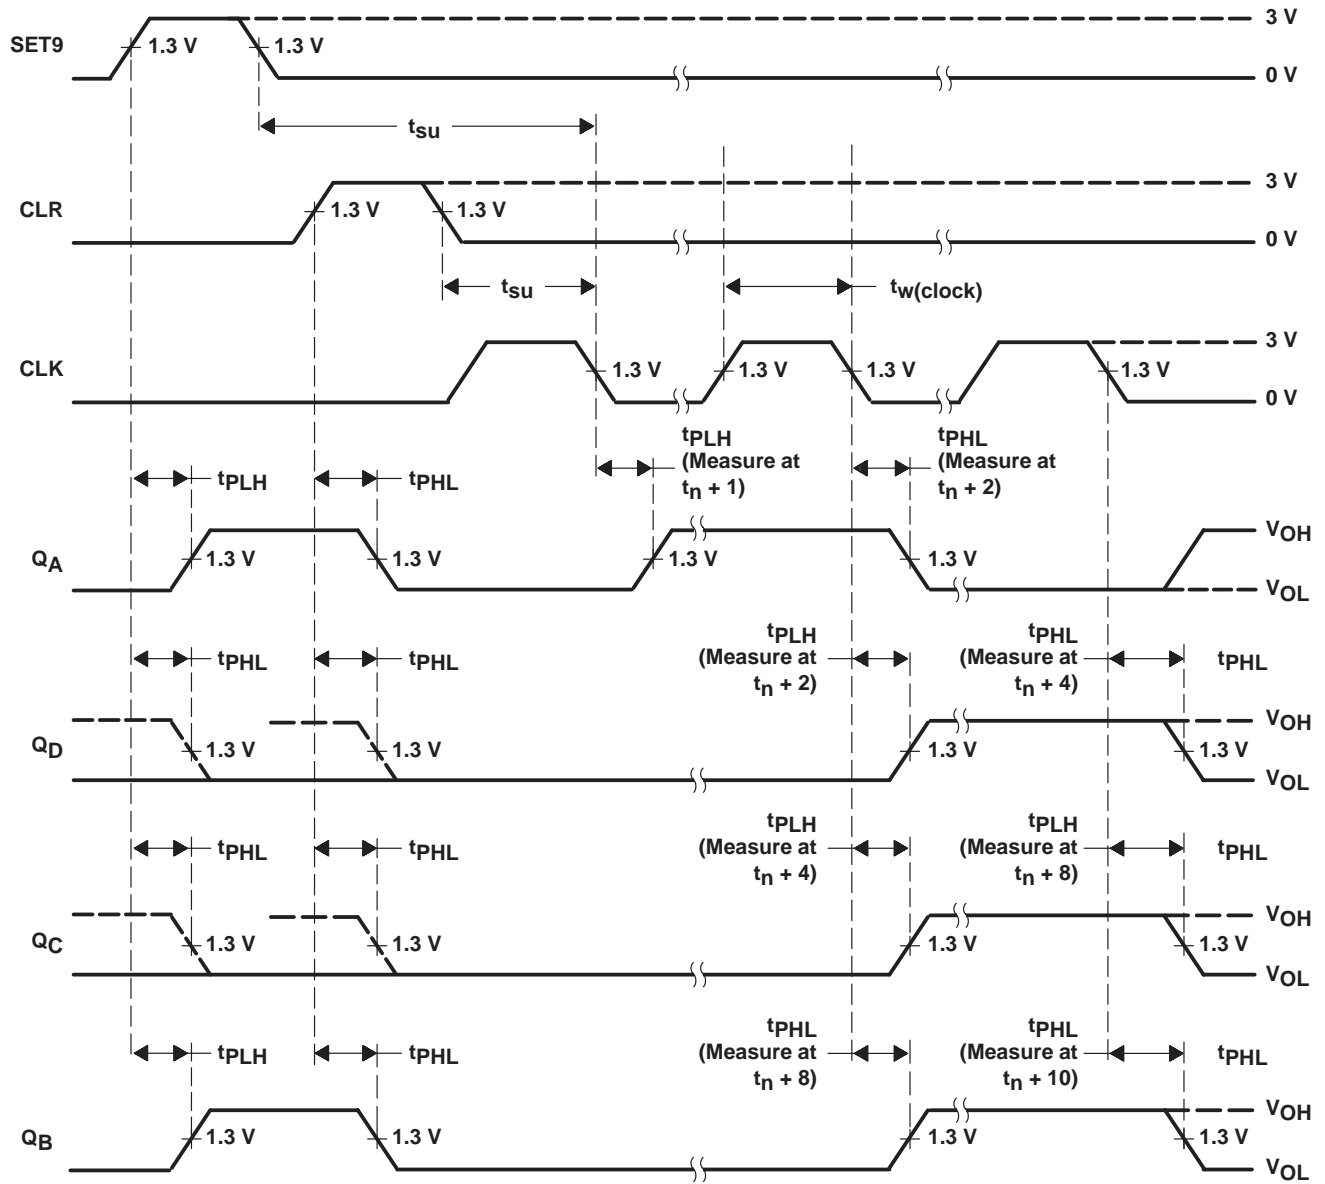 SET9
1.3 V
1.3 V
3 V
0 V
tsu
CLR
1.3 V
1.3 V
3 V
0 V
tsu
tw(clock)
CLK
1.3 V
1.3 V
1.3 V
1.3 V
3 V
0 V
tPLH
tPHL
tPLH
(Measure at
tn + 1)
tPHL
(Measure at
tn + 2)
QA
1.3 V
1.3 V
1.3 V
1.3 V
VOH
VOL
tPHL
tPHL
tPLH
(Measure at
tn + 2)
tPHL
(Measure at
tn + 4)
tPHL
QD
1.3 V
1.3 V
1.3 V
1.3 V
VOH
VOL
tPHL
tPHL
tPLH
(Measure at
tn + 4)
tPLH
(Measure at
tn + 8)
tPHL
QC
1.3 V
1.3 V
1.3 V
1.3 V
VOH
VOL
tPLH
tPHL
tPHL
(Measure at
tn + 8)
tPHL
(Measure at
tn + 10)
tPHL
QB
1.3 V
1.3 V
1.3 V
1.3 V
VOH
VOL